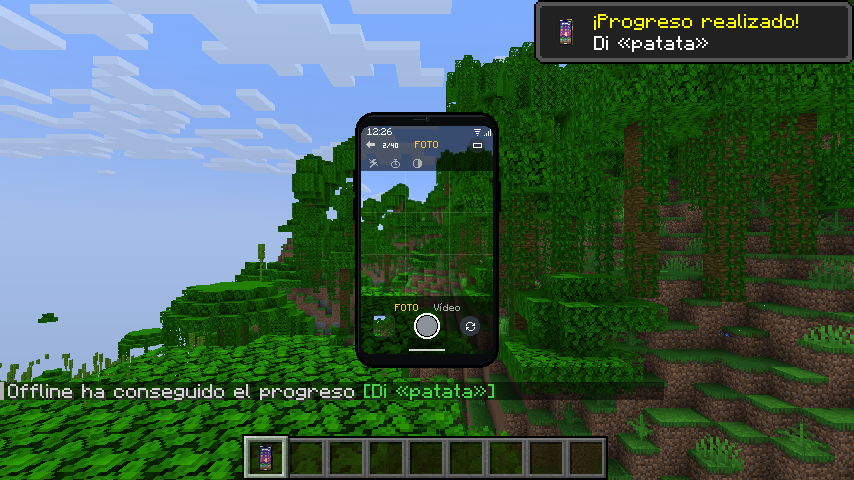 ¡Progreso realizado!
Di «patata»
12:26
2/40 FOTO
FOTO Vídeo
Offline ha conseguido el progreso [Di «patata»]